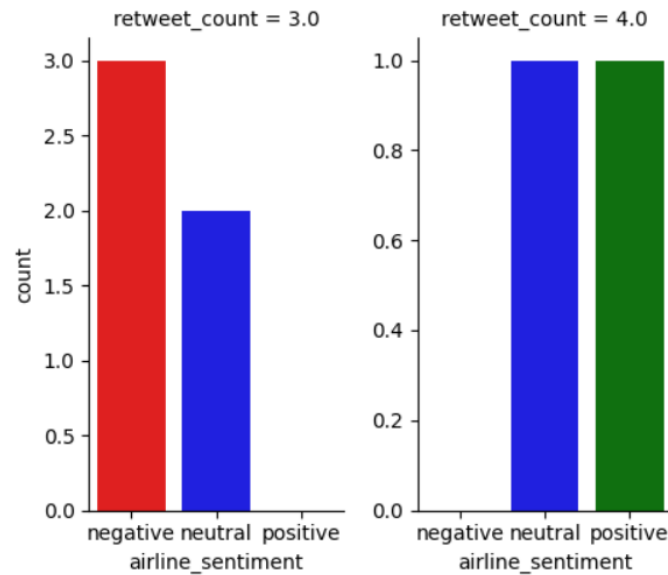 retweet_count = 3.0
3.0
2.5
2.0
1.5
1.0
0.5
0.0
count
negative neutral positive
airline_sentiment
retweet_count = 4.0
1.0
0.8
0.6
0.4
0.2
0.0
negative neutral positive
airline_sentiment